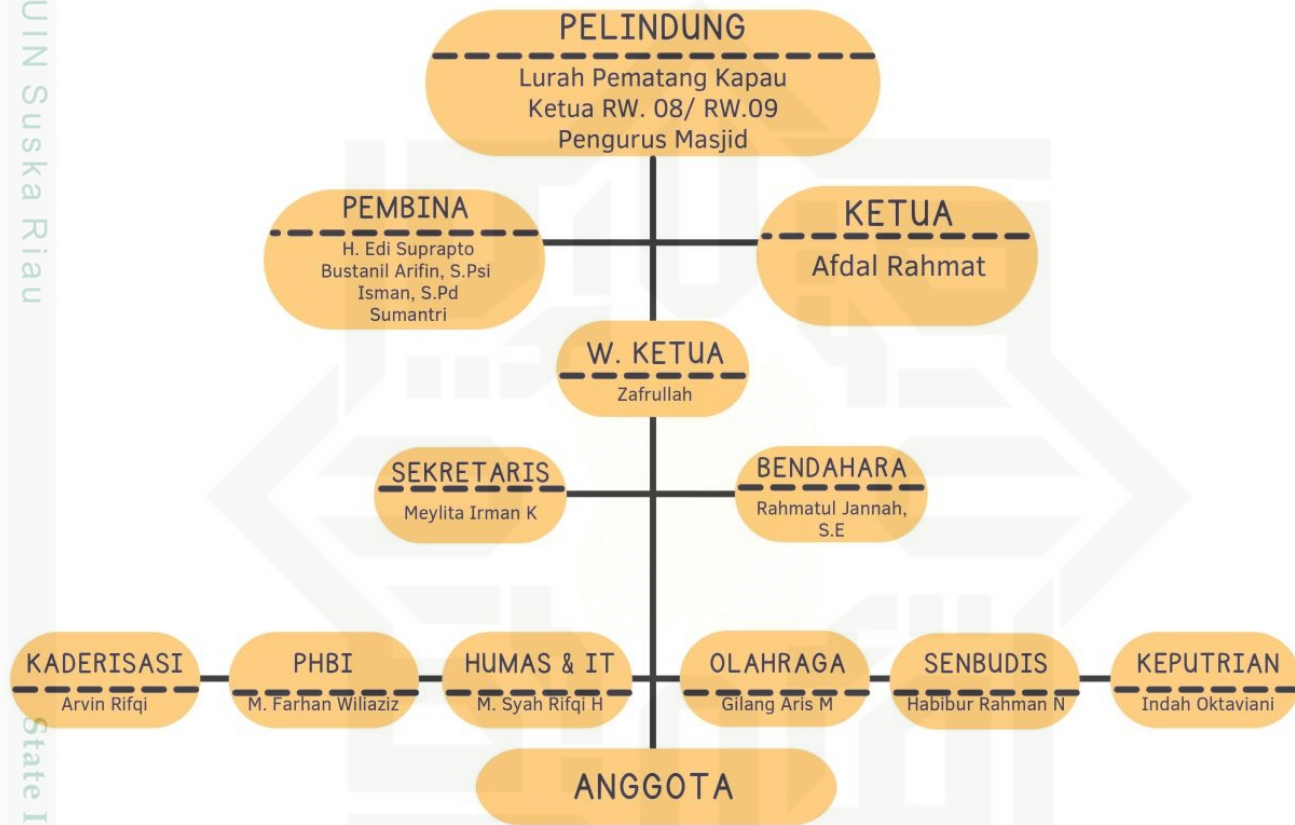 PELINDUNG
Lurah Pematang Kapau
Ketua RW. 08/ RW.09
Pengurus Masjid
PEMBINA
H. Edi Suprapto
Bustanil Arifin, S.Psi
Isman, S.Pd
Sumantri
KETUA
Afdal Rahmat
W. KETUA
Zafrullah
SEKRETARIS
Meylita Irman K
BENDAHARA
Rahmatul Jannah,
S.E
KADERISASI
Arvin Rifqi
PHBI
M. Farhan Wiliaziz
HUMAS & IT
M. Syah Rifqi H
OLAHRAGA
Gilang Aris M
SENBUDIS
Habibur Rahman N
KEPUTRIAN
Indah Oktaviani
ANGGOTA
UIN Suska Riau
State I